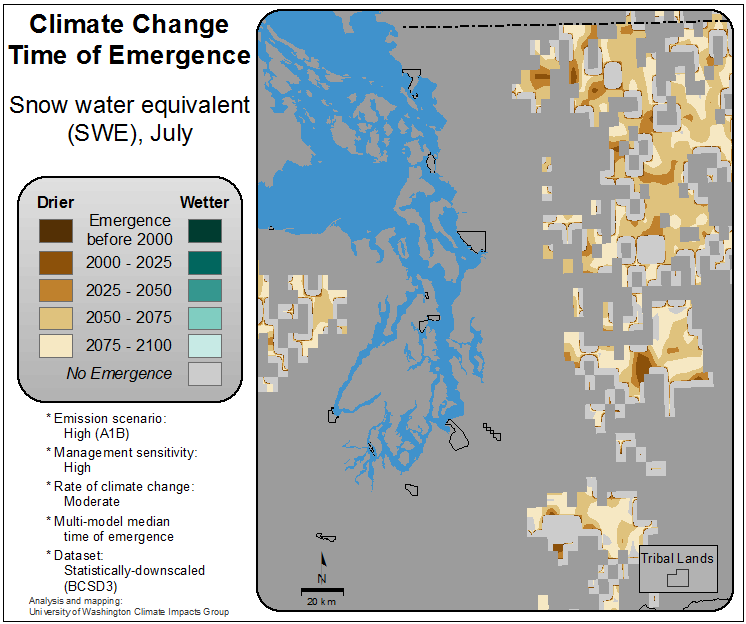 Climate Change
Time of Emergence
Snow water equivalent
(SWE), July
Drier
Wetter
Emergence
before 2000
2000 - 2025
2025 - 2050
2050 - 2075
2075 - 2100
No Emergence
* Emission scenario:
High (A1B)
* Management sensitivity:
High
* Rate of climate change:
Moderate
* Multi-model median
time of emergence
* Dataset:
Statistically-downscaled
(BCSD3)
Analysis and mapping:
University of Washington Climate Impacts Group
N
20 km
Tribal Lands